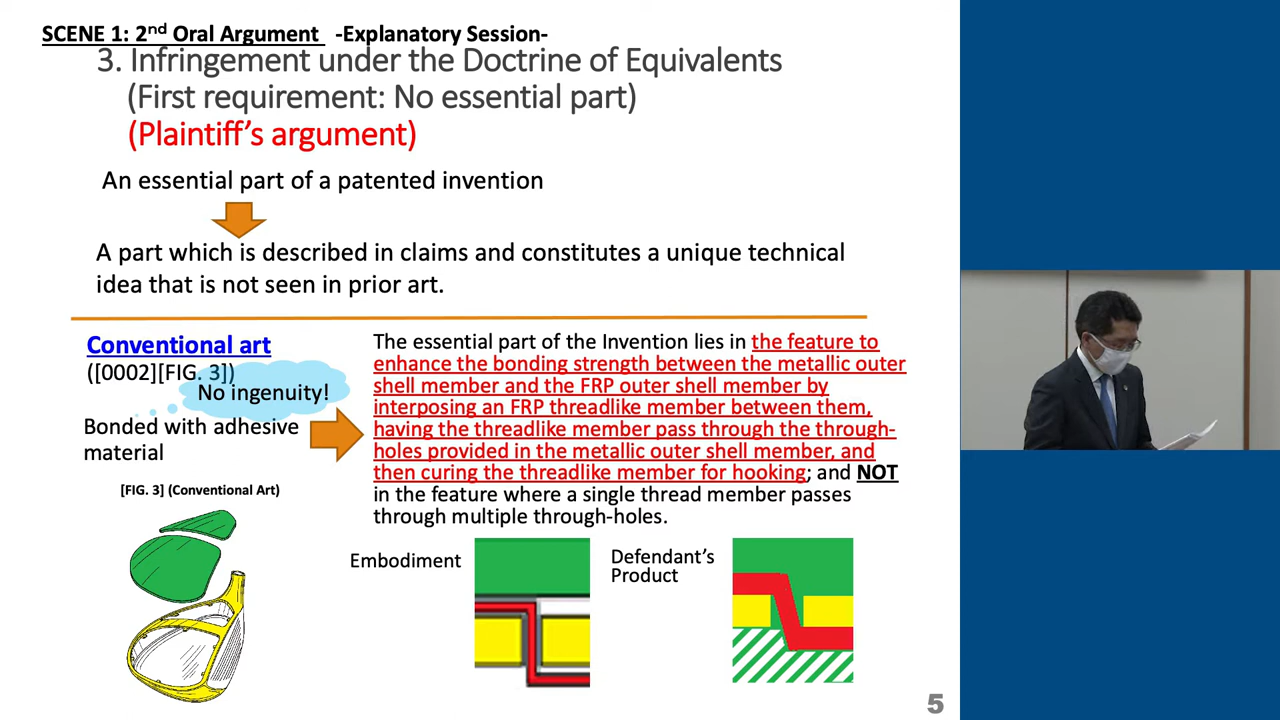 SCENE 1: 2nd Oral Argument -Explanatory Session-
3. Infringement under the Doctrine of Equivalents
(First requirement: No essential part)
(Plaintiff's argument)
An essential part of a patented invention
A part which is described in claims and constitutes a unique technical
idea that is not seen in prior art.
Conventional art
([0002][FIG. 3])
No ingenuity!
Bonded with adhesive
material
[FIG. 3] (Conventional Art)
The essential part of the Invention lies in the feature to
enhance the bonding strength between the metallic outer
shell member and the FRP outer shell member by
interposing an FRP threadlike member between them,
having the threadlike member pass through the through-
holes provided in the metallic outer shell member, and
then curing the threadlike member for hooking; and NOT
in the feature where a single thread member passes
through multiple through-holes.
Embodiment
Defendant's
Product
5